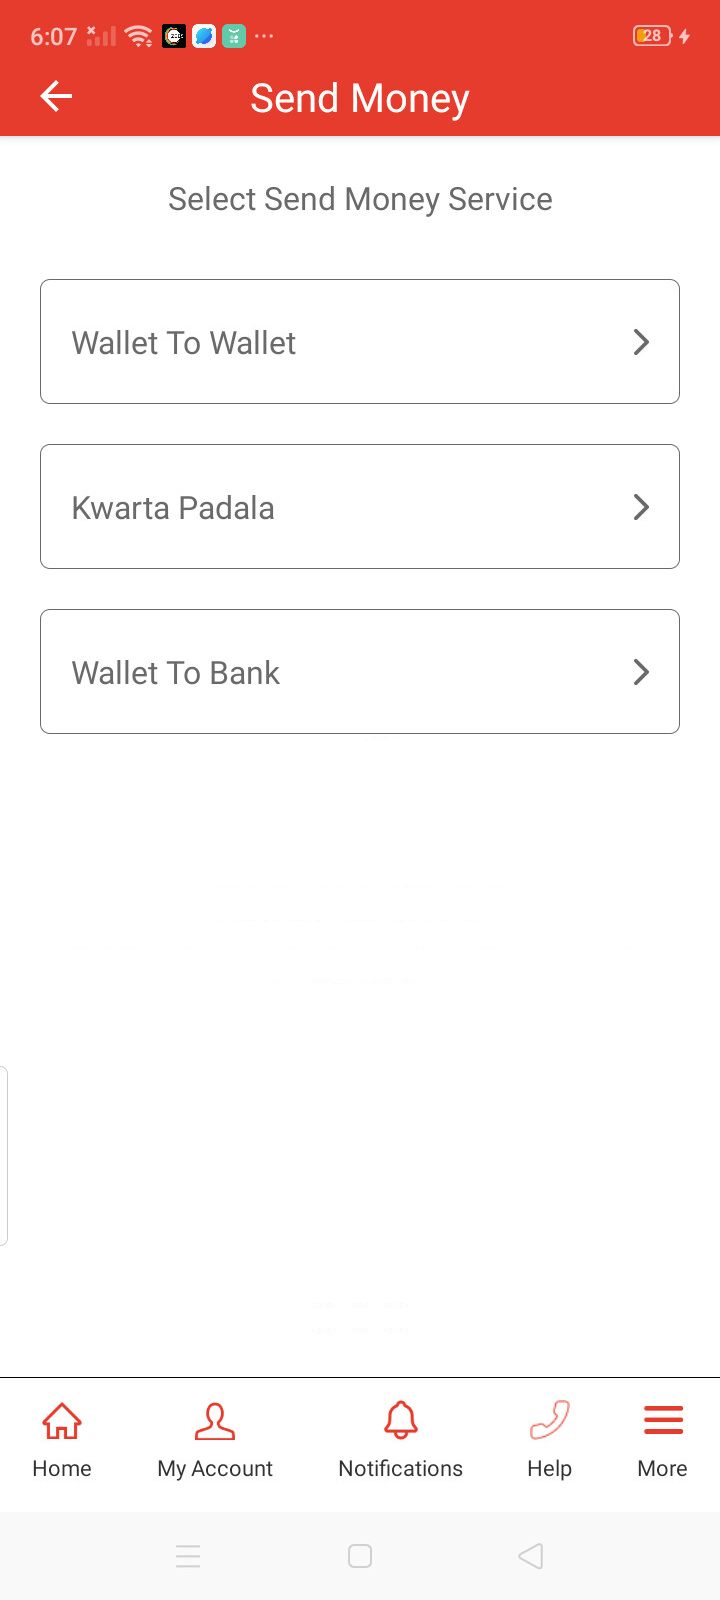 6:07
28
Send Money
Select Send Money Service
Wallet To Wallet
Kwarta Padala
Wallet To Bank
Home
My Account
Notifications
Help
More